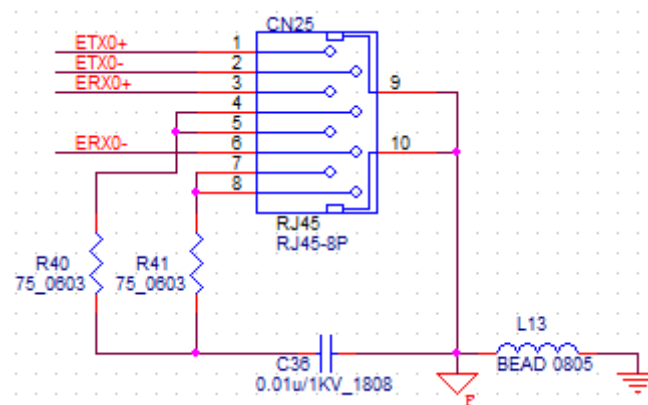 CN25
ETX0+
1
ETX0-
2
ERX0+
3
9
4
5
ERX0-
6
10
7
8
RJ45
RJ45-8P
R40
75_0603
R41
75_0603
L13
BEAD 0805
C36
0.01u/1KV_1808
F